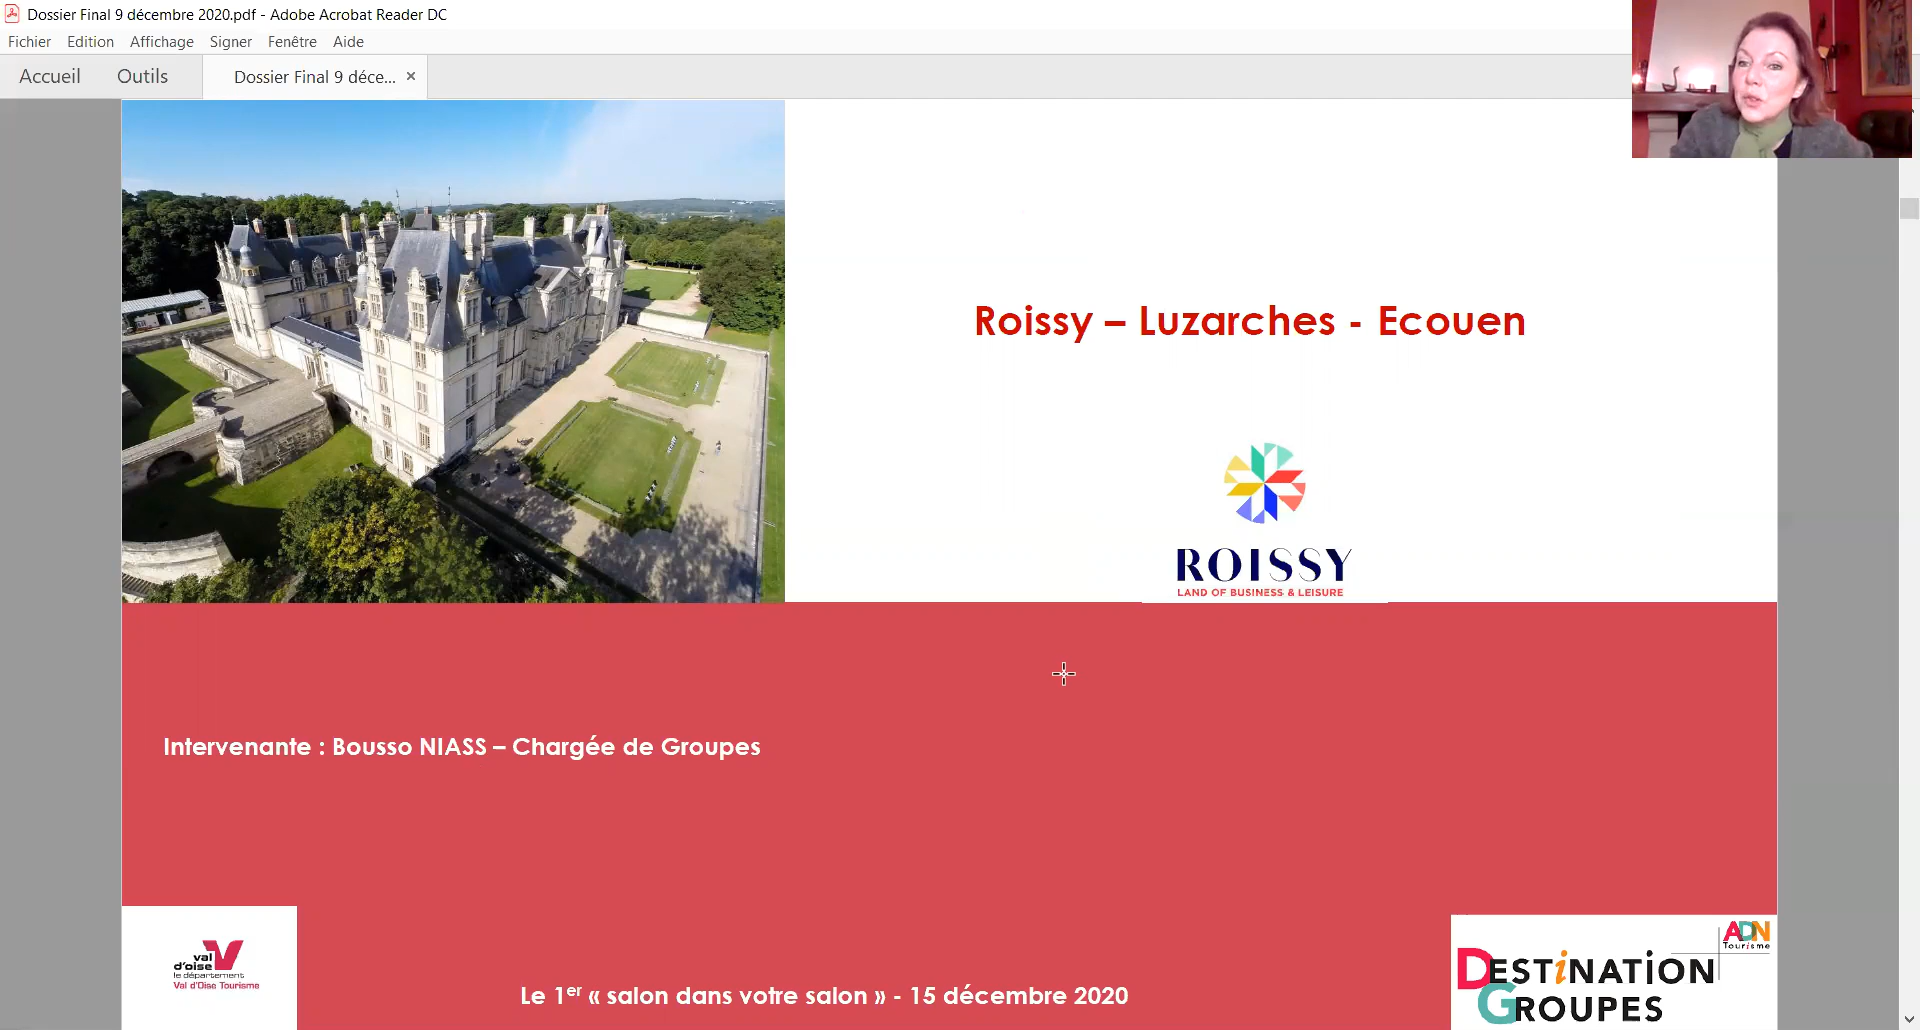 Dossier Final 9 décembre 2020.pdf - Adobe Acrobat Reader DC
Fichier Edition Affichage Signer Fenêtre Aide
Accueil Outils Dossier Final 9 déce... ×
Roissy – Luzarches - Ecouen
ROISSY
LAND OF BUSINESS & LEISURE
Intervenante : Bousso NIASS – Chargée de Groupes
val
d'oise
le département
Val d'Oise Tourisme
Le 1er « salon dans votre salon » - 15 décembre 2020
ADN
Tourisme
DESTiNATiON
GROUPES